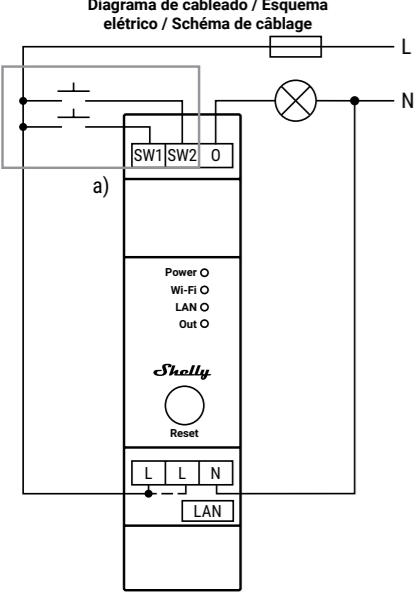 Diagrama de cableado / Esquema
elétrico / Schéma de câblage
L
N
SW1 SW2 O
a)
Power
Wi-Fi
LAN
Out
Shelly
Reset
L L N
LAN